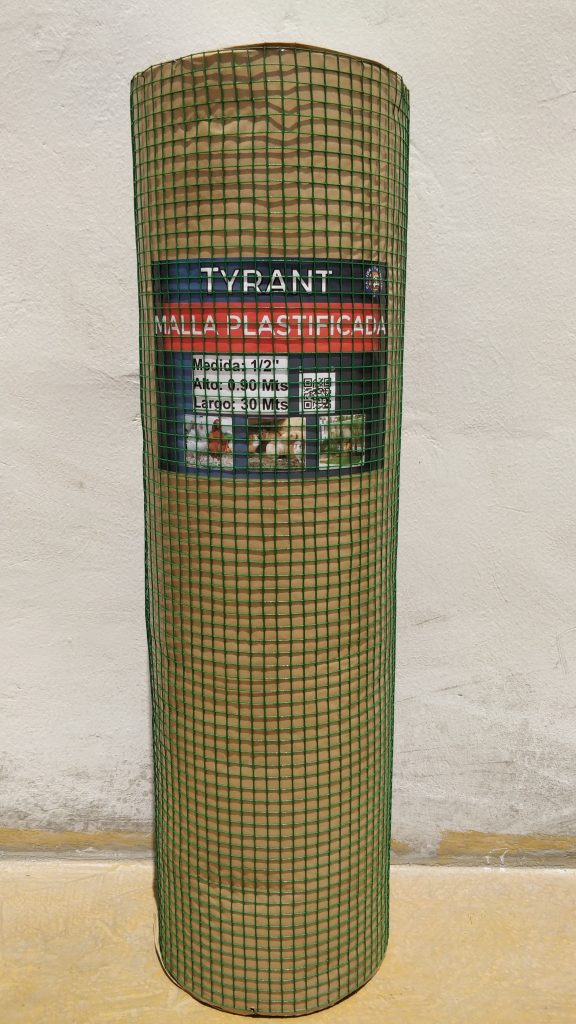 TYRANT
MALLA PLASTIFICADA
Medida: 1/2"
Alto: 0.90 Mts
Largo: 30 Mts